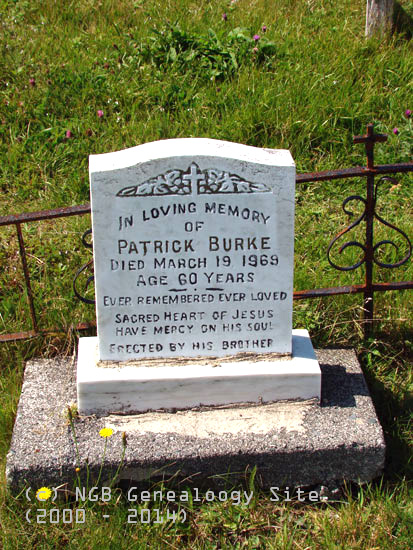 IN LOVING MEMORY
OF
PATRICK BURKE
DIED MARCH 19 1969
AGE 60 YEARS
EVER REMEMBERED EVER LOVED
SACRED HEART OF JESUS
HAVE MERCY ON HIS SOUL
ERECTED BY HIS BROTHER
(c) NGB Genealoogy Site.
(2000 - 2014)